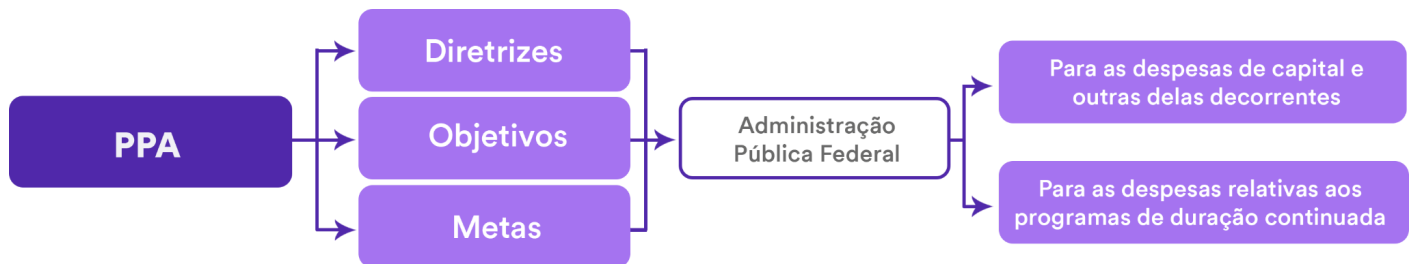 PPA
Diretrizes
Objetivos
Metas
Administração
Pública Federal
Para as despesas de capital e
outras delas decorrentes
Para as despesas relativas aos
programas de duração continuada